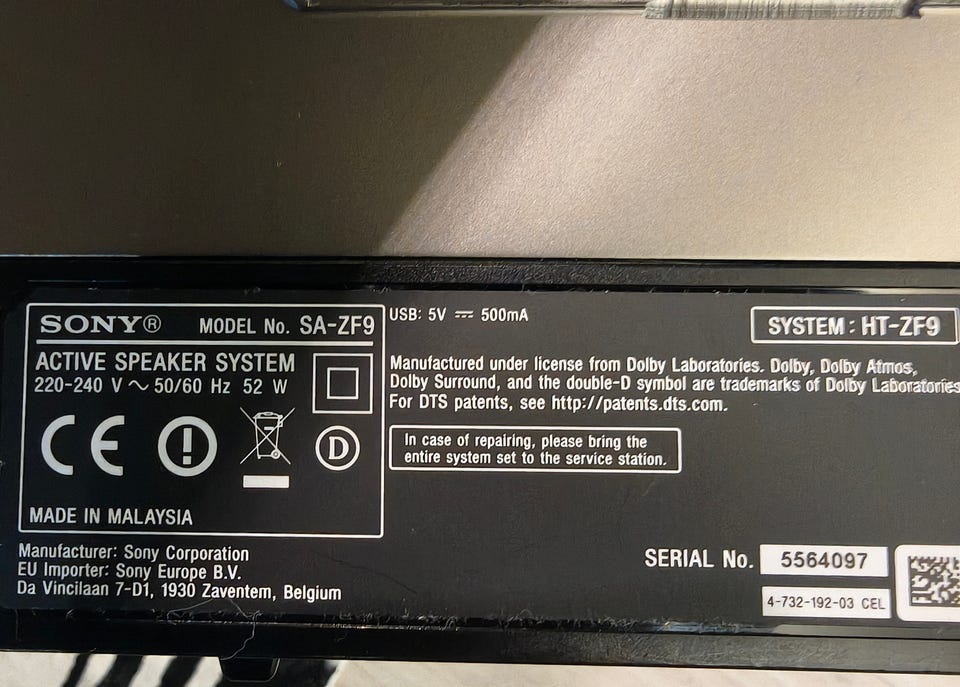 SONY® MODEL No. SA-ZF9
ACTIVE SPEAKER SYSTEM
220-240 V ~ 50/60 Hz 52 W
CE
D
MADE IN MALAYSIA
Manufacturer: Sony Corporation
EU Importer: Sony Europe B.V.
Da Vincilaan 7-D1, 1930 Zaventem, Belgium
USB: 5V ⎓ 500mA
SYSTEM : HT-ZF9
Manufactured under license from Dolby Laboratories. Dolby, Dolby Atmos,
Dolby Surround, and the double-D symbol are trademarks of Dolby Laboratories
For DTS patents, see http://patents.dts.com.
In case of repairing, please bring the
entire system set to the service station.
SERIAL No. 5564097
4-732-192-03 CEL